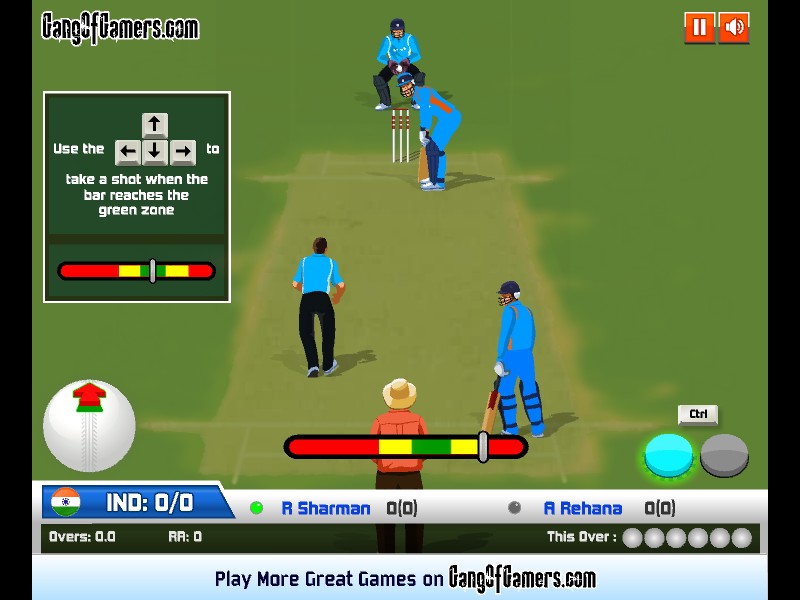 GangOfGamers.com
Use the to
take a shot when the
bar reaches the
green zone
Ctrl
IND: 0/0
R Sharman 0(0)
A Rehana 0(0)
Overs: 0.0
RR: 0
This Over :
Play More Great Games on GangOfGamers.com